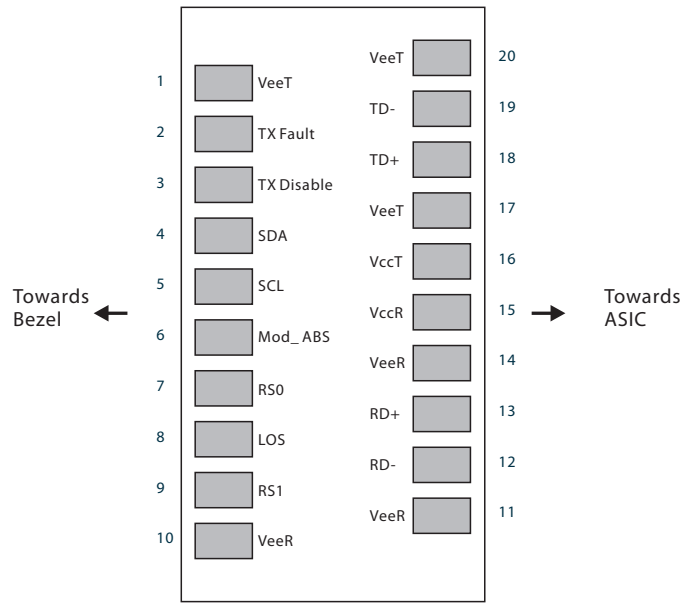 1 VeeT
2 TX Fault
3 TX Disable
4 SDA
5 SCL
6 Mod_ ABS
7 RS0
8 LOS
9 RS1
10 VeeR
VeeT 20
TD- 19
TD+ 18
VeeT 17
VccT 16
VccR 15
VeeR 14
RD+ 13
RD- 12
VeeR 11
Towards
Bezel
Towards
ASIC